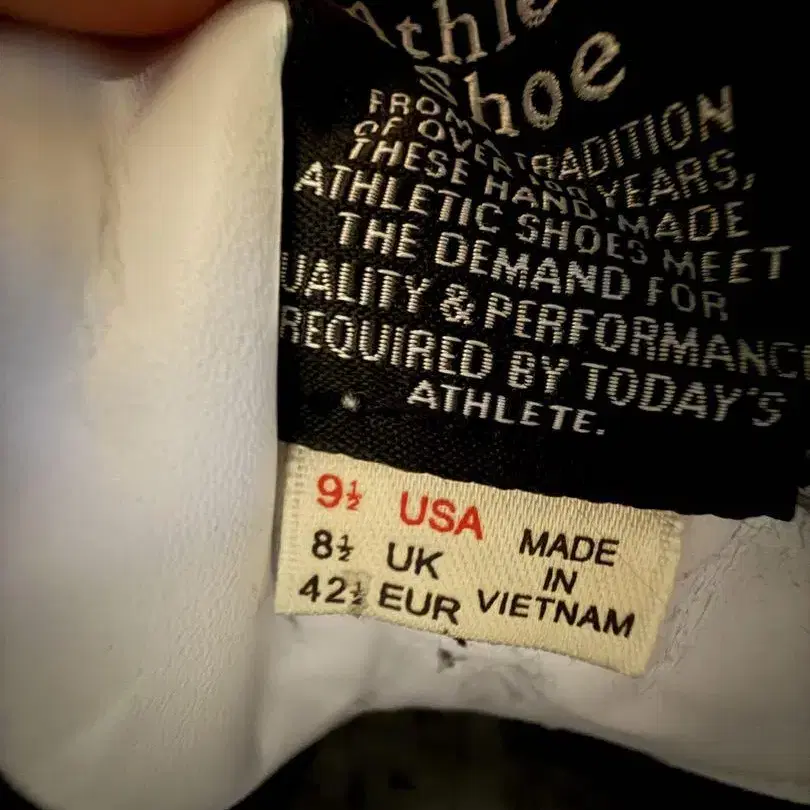 Athle
Shoe
FROM A TRADITION
OF OVER 100 YEARS,
THESE HAND-MADE
ATHLETIC SHOES MEET
THE DEMAND FOR
UALITY & PERFORMANC
REQUIRED BY TODAY'S
ATHLETE.
9½ USA
8½ UK
42½ EUR
MADE
IN
VIETNAM